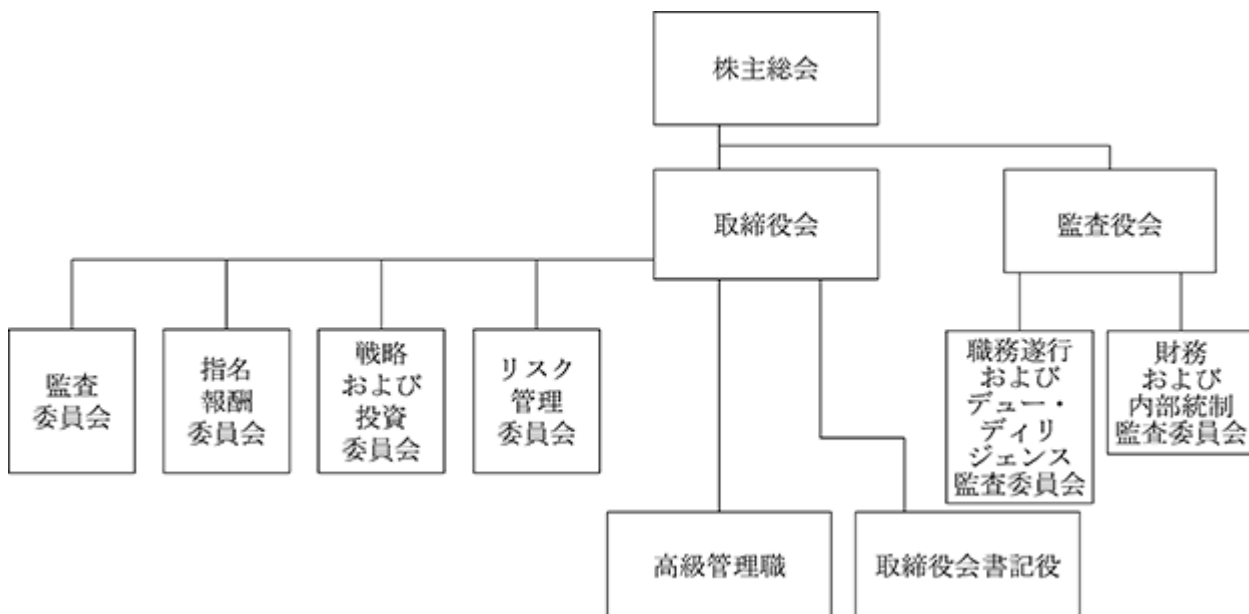 株主総会
取締役会
監査役会
監査
委員会
指名
報酬
委員会
戦略
および
投資
委員会
リスク
管理
委員会
職務遂行
および
デュー・
ディリ
ジェンス
監査委員会
財務
および
内部統制
監査委員会
高級管理職
取締役会書記役